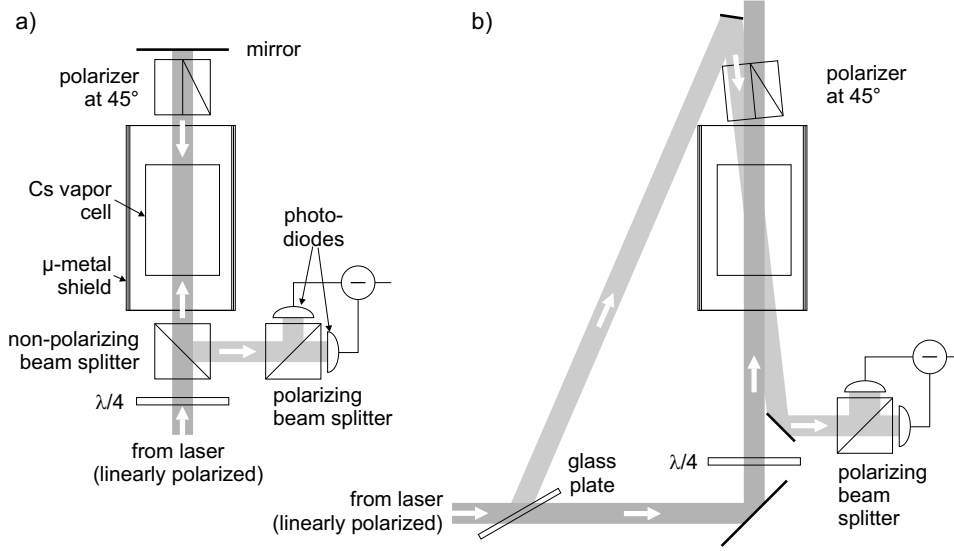 a)
mirror
polarizer
at 45°
Cs vapor
cell
photo-
diodes
μ-metal
shield
non-polarizing
beam splitter
λ/4
polarizing
beam splitter
from laser
(linearly polarized)
b)
polarizer
at 45°
glass
plate
λ/4
from laser
(linearly polarized)
polarizing
beam
splitter